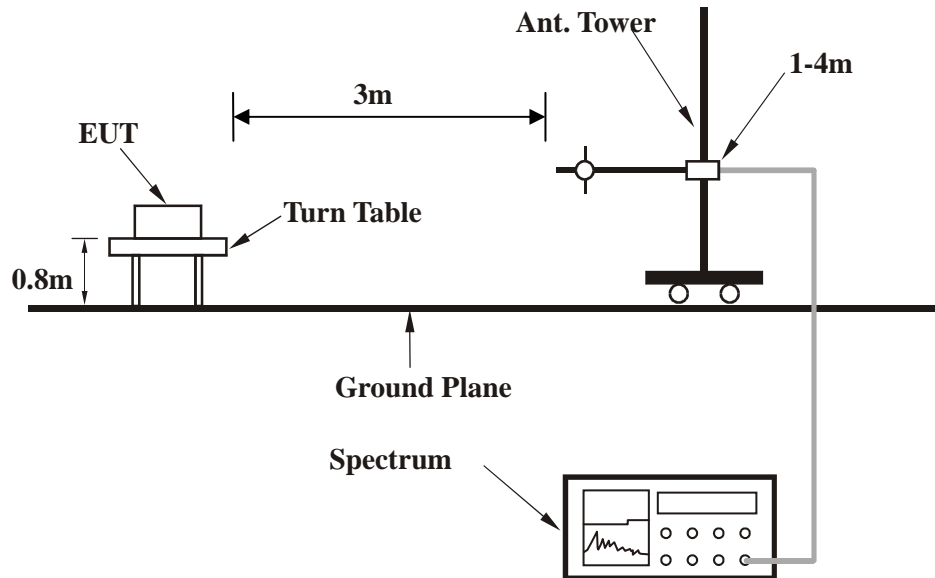 Ant. Tower
1-4m
3m
EUT
Turn Table
0.8m
Ground Plane
Spectrum